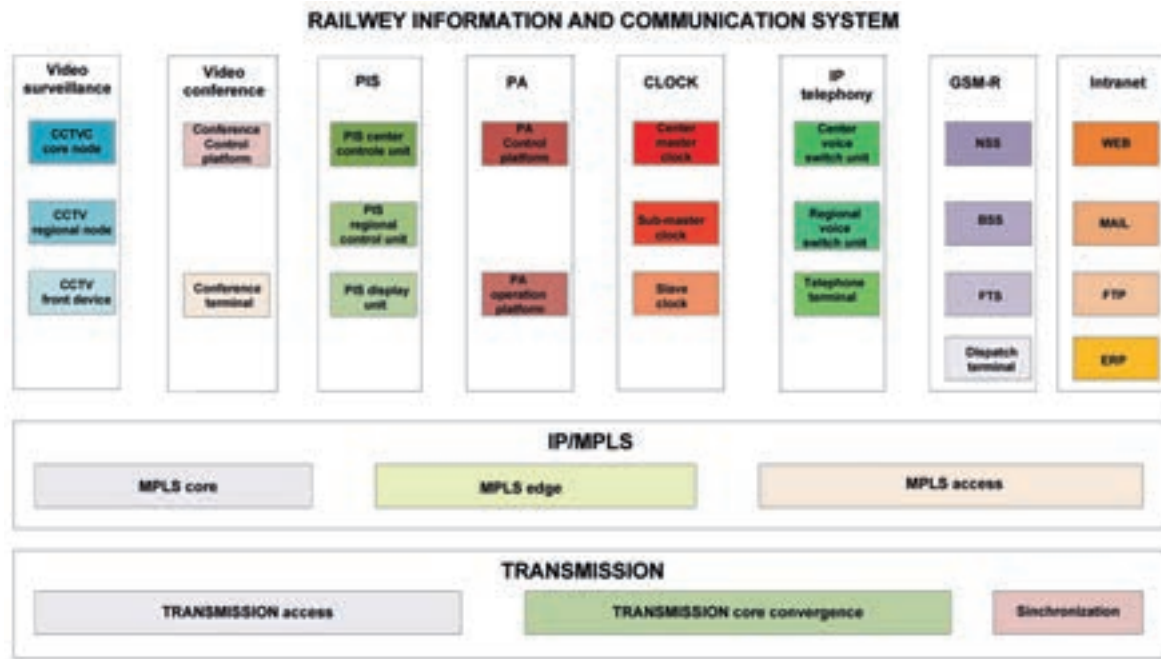 RAILWEY INFORMATION AND COMMUNICATION SYSTEM
Video
surveillance
CCTVC
core node
CCTV
regional node
CCTV
front device
Video
conference
Conference
Control
platform
Conference
terminal
PIS
PIS center
controle unit
PIS
regional
control unit
PIS display
unit
PA
PA
Control
platform
PA
operation
platform
CLOCK
Center
master
clock
Sub-master
clock
Slave
clock
IP
telephony
Center
voice
switch unit
Regional
voice
switch unit
Telephone
terminal
GSM-R
NSS
BSS
FTS
Dispatch
terminal
Intranet
WEB
MAIL
FTP
ERP
IP/MPLS
MPLS core
MPLS edge
MPLS access
TRANSMISSION
TRANSMISSION access
TRANSMISSION core convergence
Sinchronization